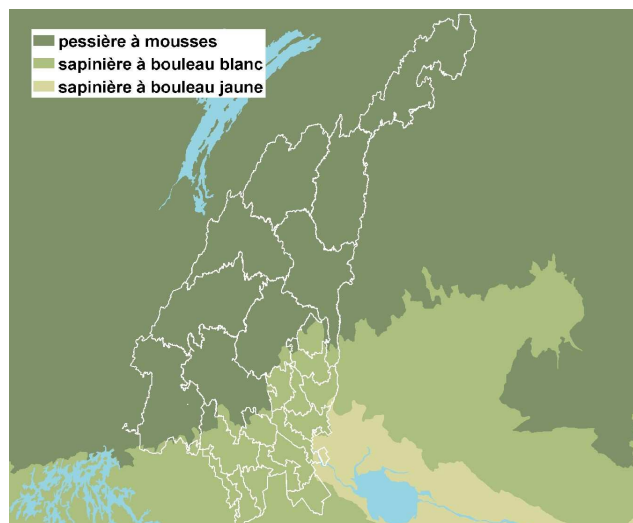 pessière à mousses
sapinière à bouleau blanc
sapinière à bouleau jaune